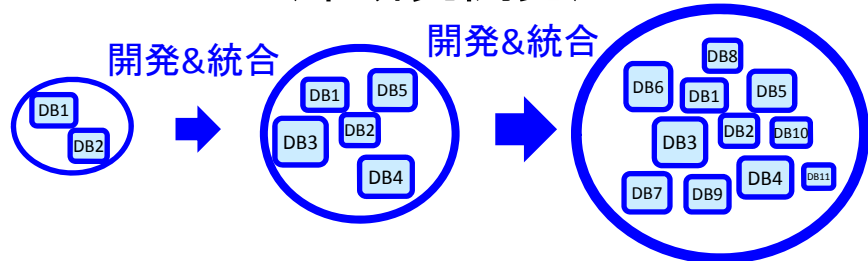 開発&統合
開発&統合
DB1
DB2
DB1
DB5
DB2
DB3
DB4
DB8
DB6
DB1
DB5
DB3
DB2
DB10
DB4
DB11
DB7
DB9